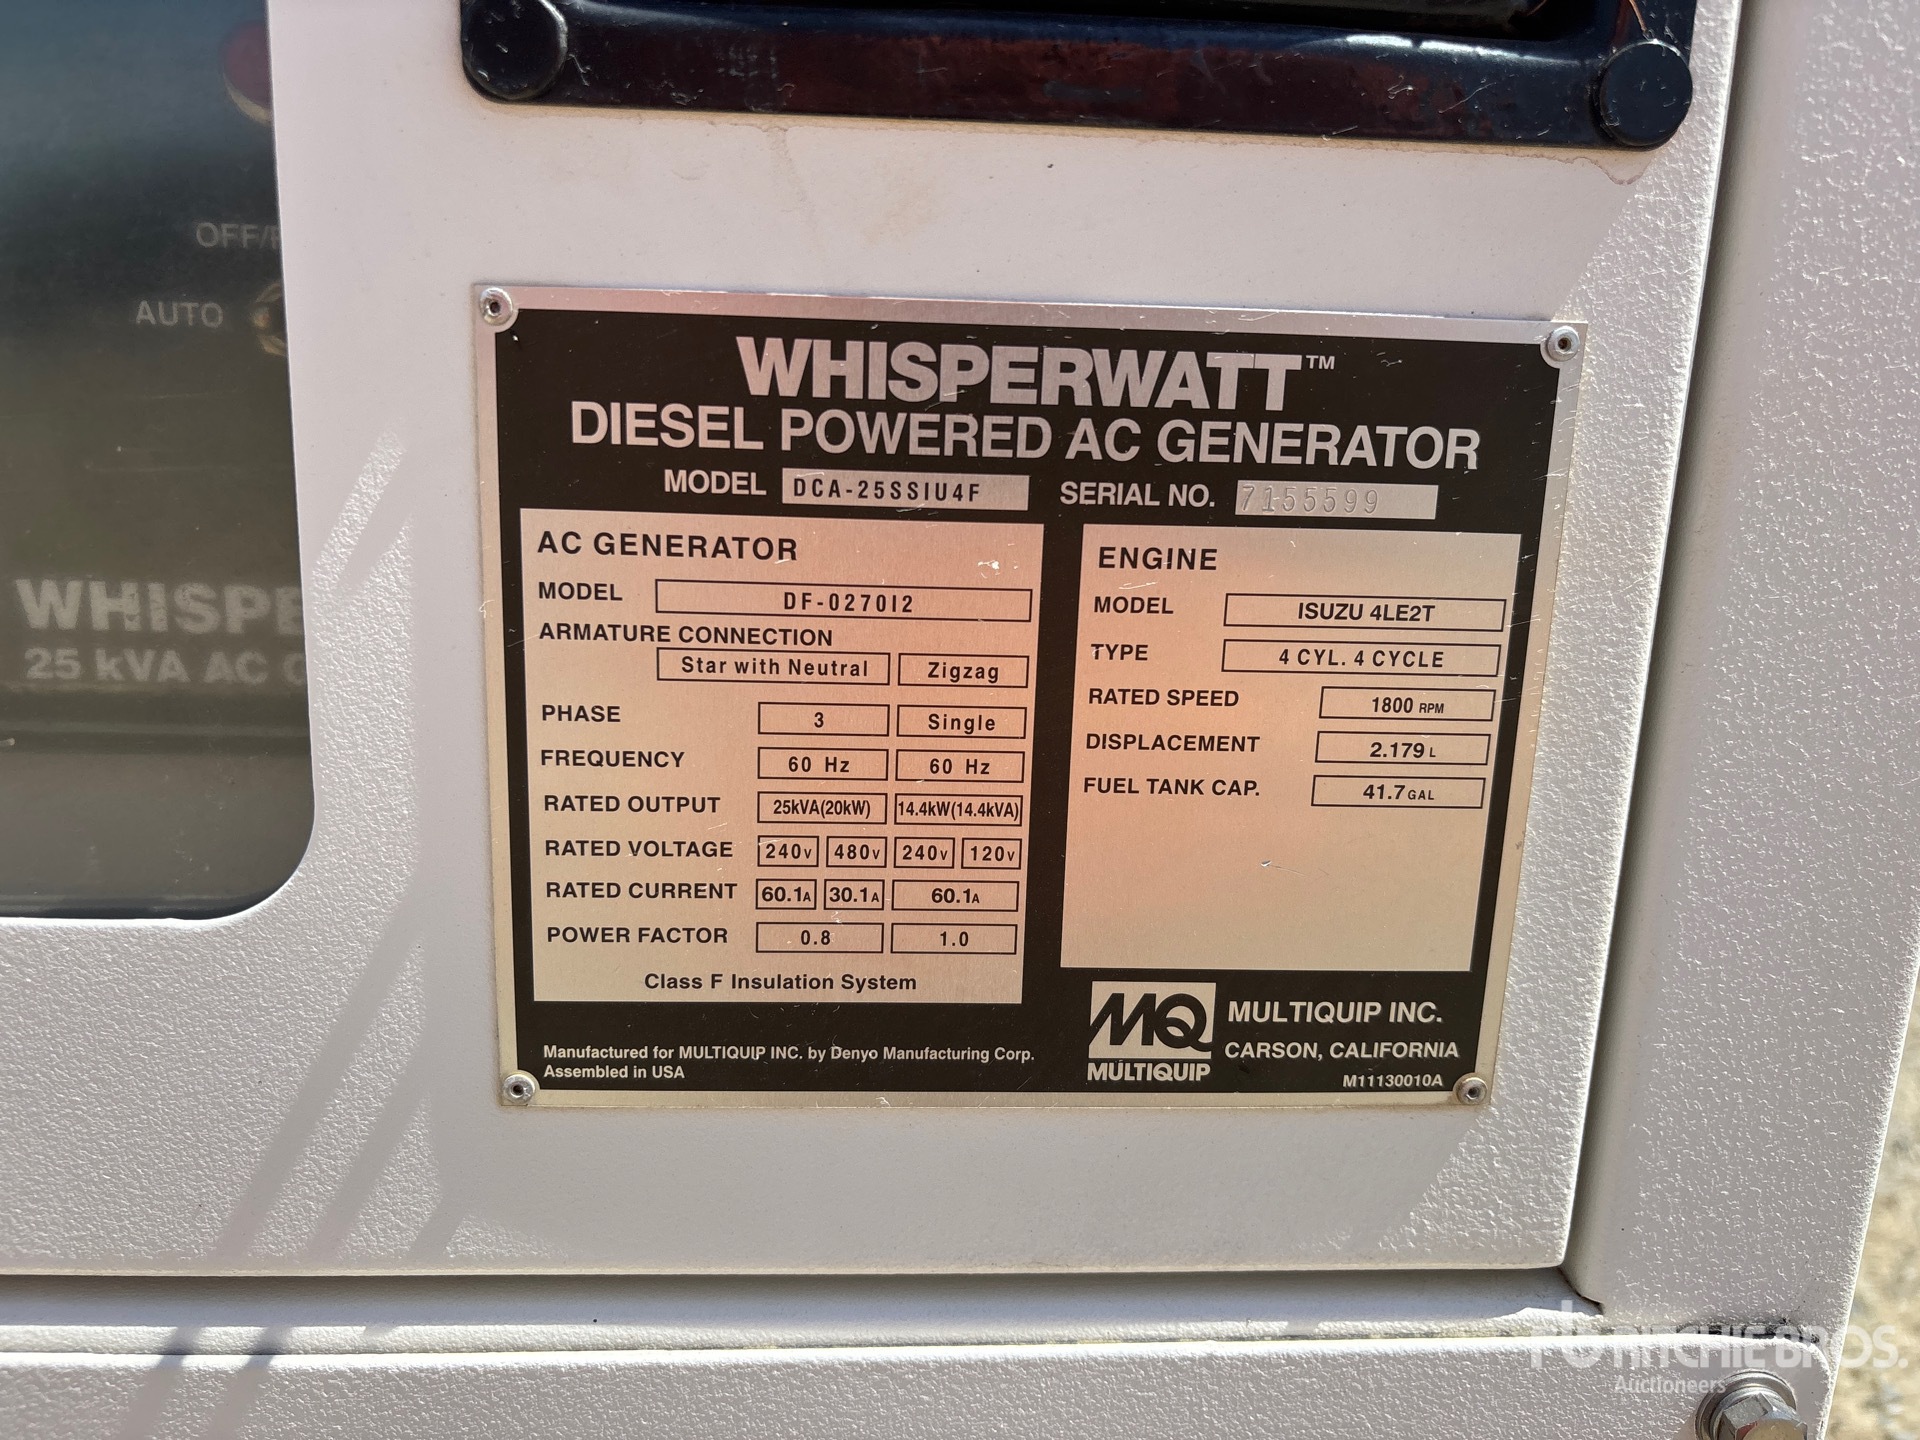 OFF/
AUTO
WHISPE
25 kVA AC
WHISPERWATT™
DIESEL POWERED AC GENERATOR
MODEL DCA-25SSIU4F SERIAL NO. 7155599
AC GENERATOR
MODEL DF-0270I2
ARMATURE CONNECTION
Star with Neutral Zigzag
PHASE 3 Single
FREQUENCY 60 Hz 60 Hz
RATED OUTPUT 25kVA(20kW) 14.4kW(14.4kVA)
RATED VOLTAGE 240V 480V 240V 120V
RATED CURRENT 60.1A 30.1A 60.1A
POWER FACTOR 0.8 1.0
Class F Insulation System
ENGINE
MODEL ISUZU 4LE2T
TYPE 4 CYL. 4 CYCLE
RATED SPEED 1800 RPM
DISPLACEMENT 2.179 L
FUEL TANK CAP. 41.7 GAL
Manufactured for MULTIQUIP INC. by Denyo Manufacturing Corp.
Assembled in USA
MQ
MULTIQUIP
MULTIQUIP INC.
CARSON, CALIFORNIA
M11130010A
RITCHIE BROS.
Auctioneers